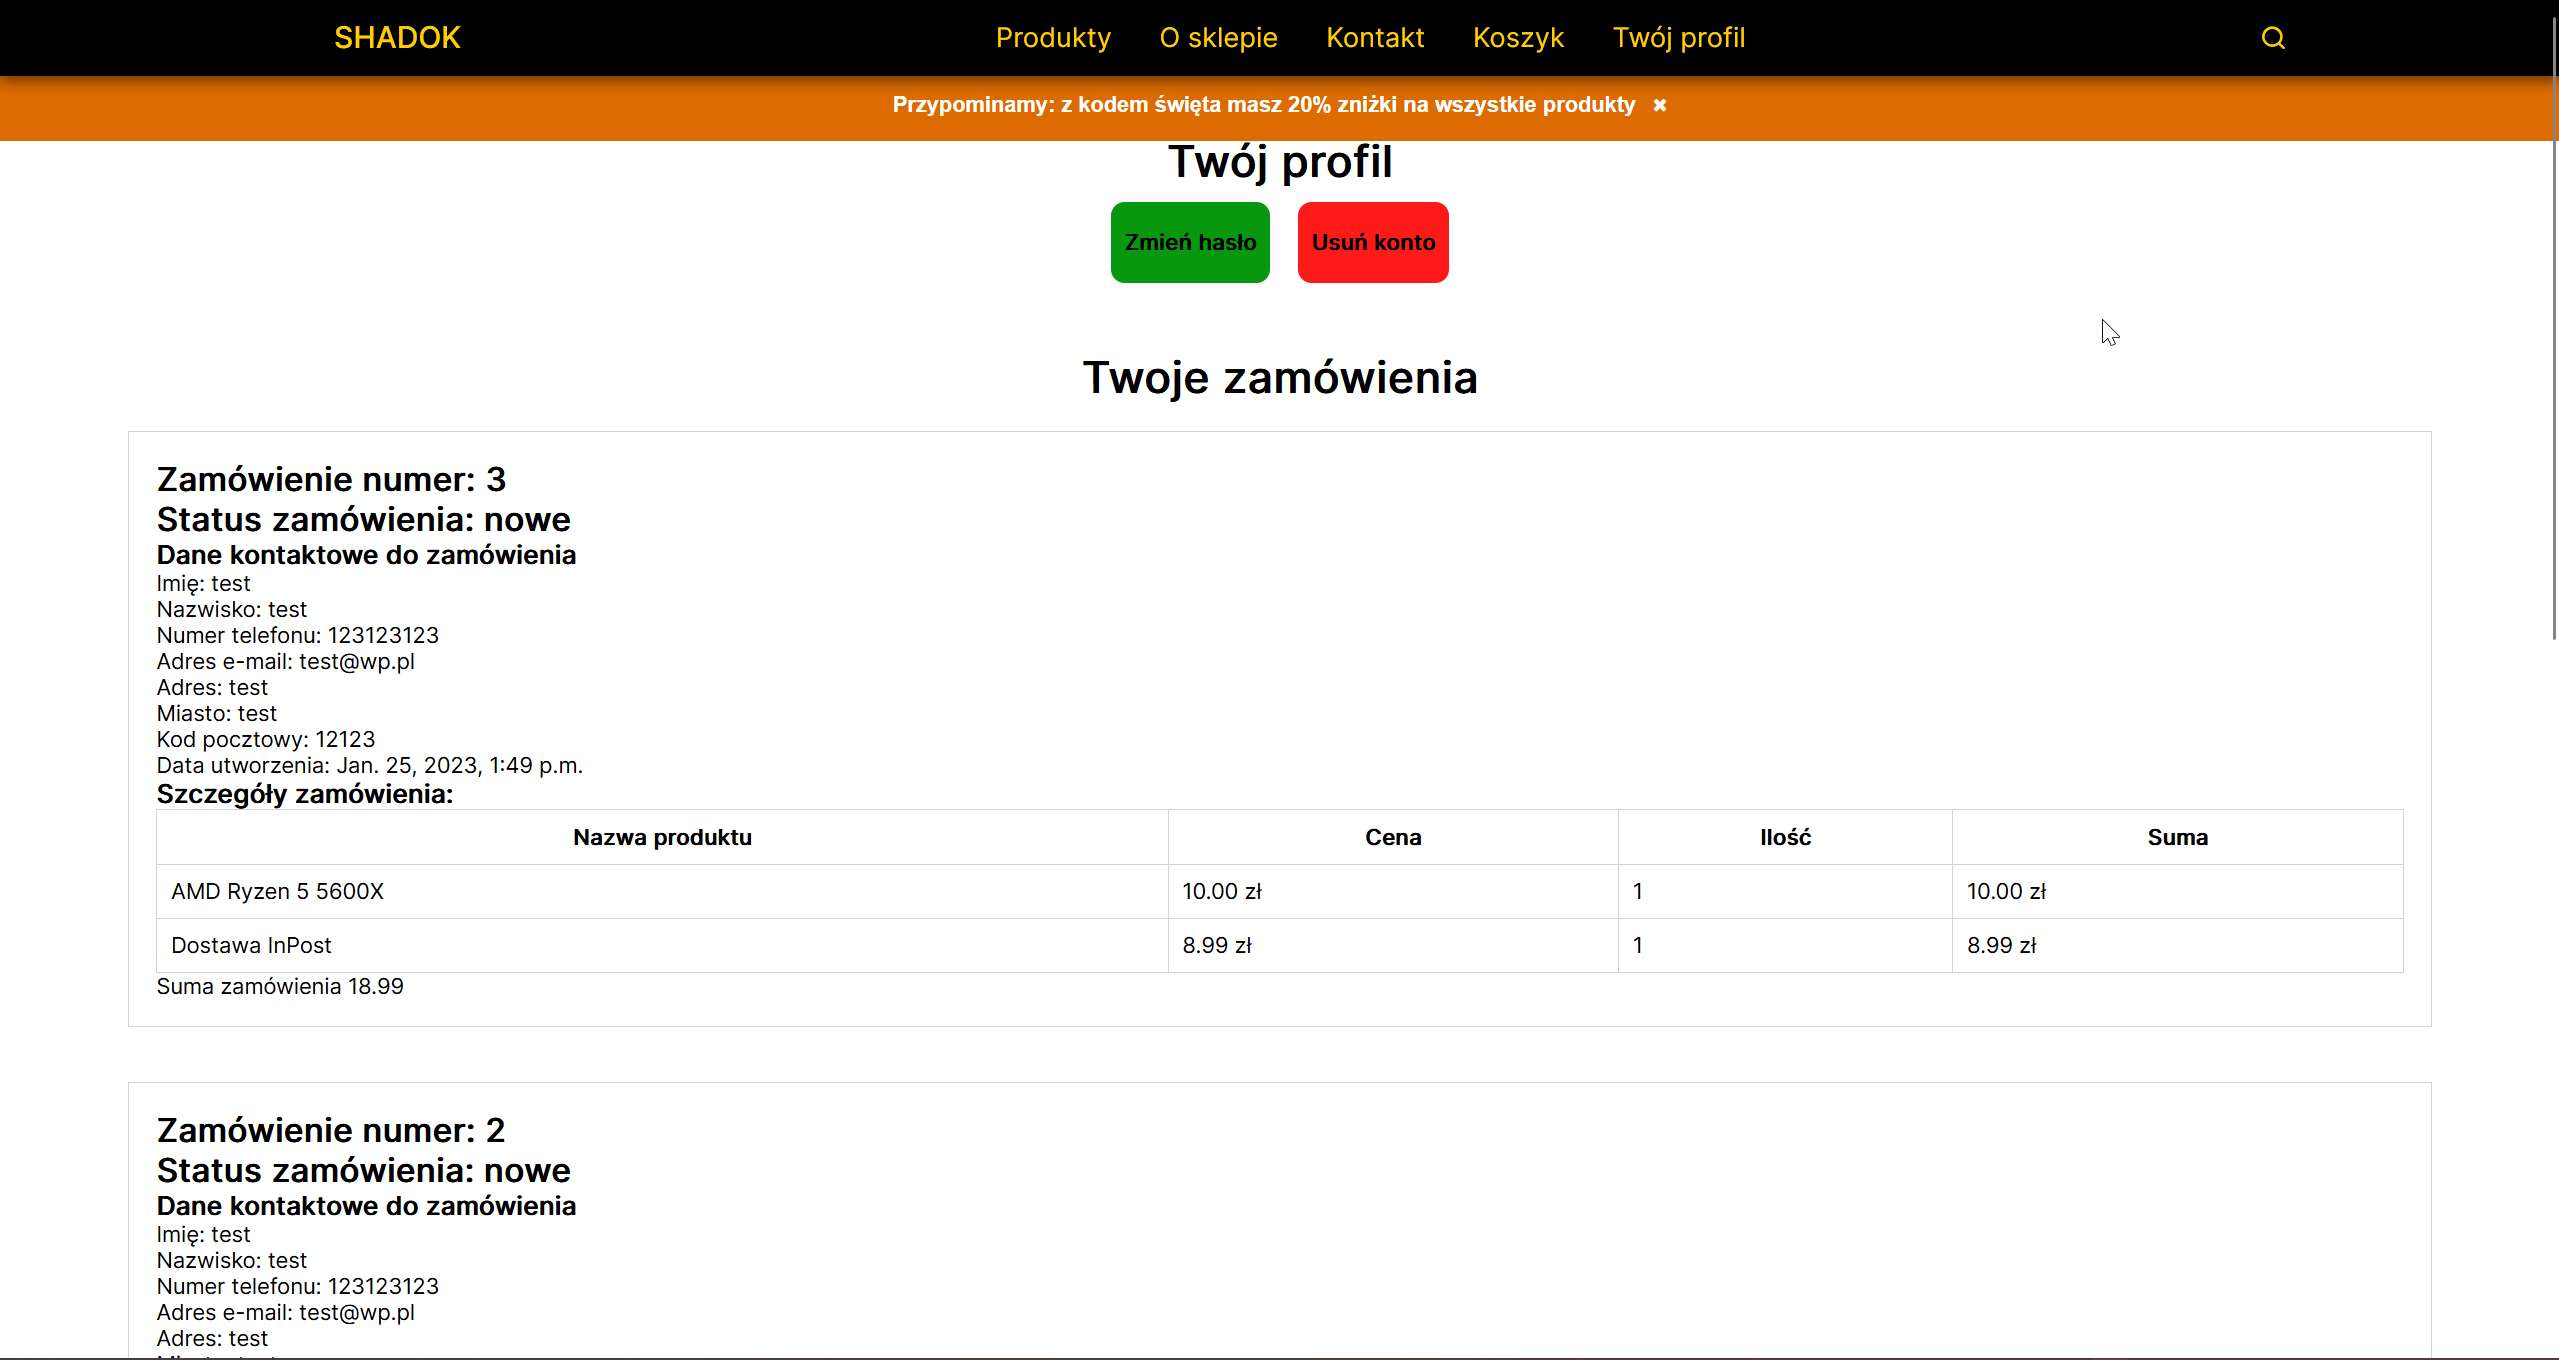 SHADOK Produkty O sklepie Kontakt Koszyk Twój profil
Przypominamy: z kodem święta masz 20% zniżki na wszystkie produkty ✖
Twój profil
Zmień hasło Usuń konto
Twoje zamówienia
Zamówienie numer: 3
Status zamówienia: nowe
Dane kontaktowe do zamówienia
Imię: test
Nazwisko: test
Numer telefonu: 123123123
Adres e-mail: test@wp.pl
Adres: test
Miasto: test
Kod pocztowy: 12123
Data utworzenia: Jan. 25, 2023, 1:49 p.m.
Szczegóły zamówienia:
Nazwa produktu Cena Ilość Suma
AMD Ryzen 5 5600X 10.00 zł 1 10.00 zł
Dostawa InPost 8.99 zł 1 8.99 zł
Suma zamówienia 18.99
Zamówienie numer: 2
Status zamówienia: nowe
Dane kontaktowe do zamówienia
Imię: test
Nazwisko: test
Numer telefonu: 123123123
Adres e-mail: test@wp.pl
Adres: test